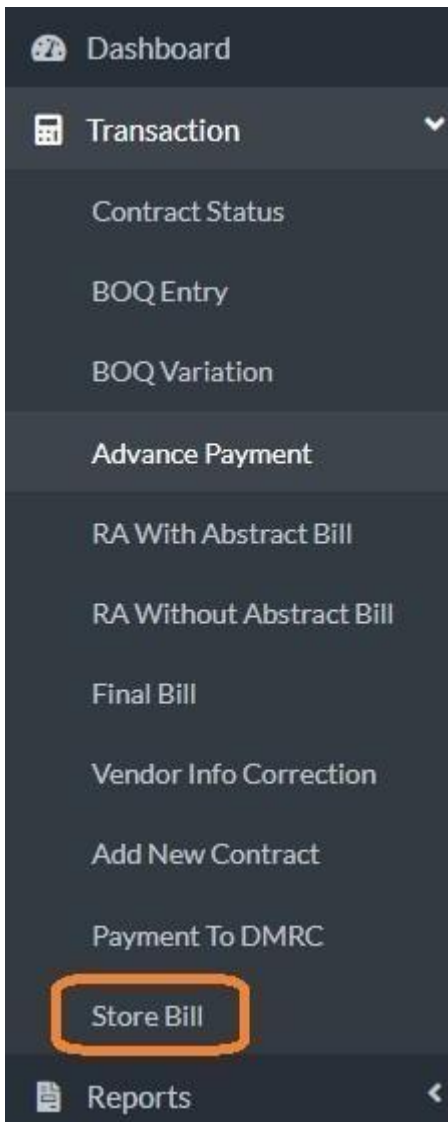 Dashboard
Transaction
Contract Status
BOQ Entry
BOQ Variation
Advance Payment
RA With Abstract Bill
RA Without Abstract Bill
Final Bill
Vendor Info Correction
Add New Contract
Payment To DMRC
Store Bill
Reports